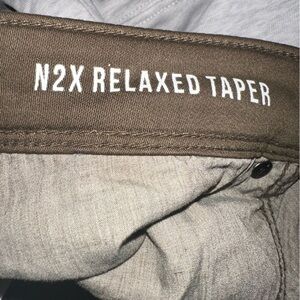 N2X RELAXED TAPER